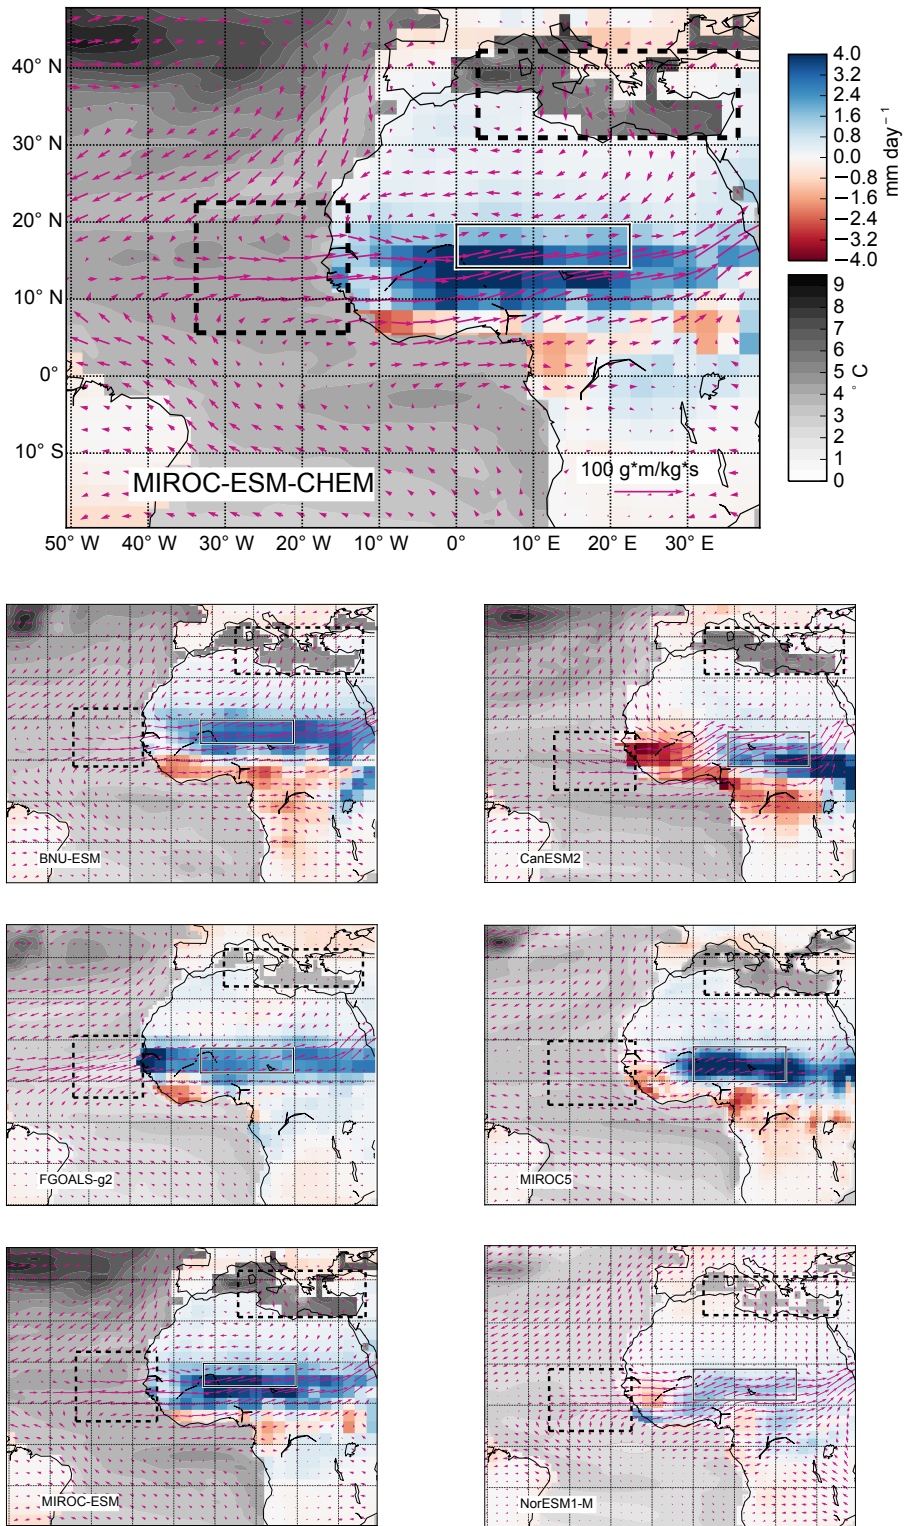 40° N
30° N
20° N
10° N
0°
10° S
50° W
40° W
30° W
20° W
10° W
0°
10° E
20° E
30° E
MIROC-ESM-CHEM
100 g*m/kg*s
4.0
3.2
2.4
1.6
0.8
0.0
−0.8
−1.6
−2.4
−3.2
−4.0
mm day−1
9
8
7
6
5
4
3
2
1
0
°C
BNU-ESM
CanESM2
FGOALS-g2
MIROC5
MIROC-ESM
NorESM1-M